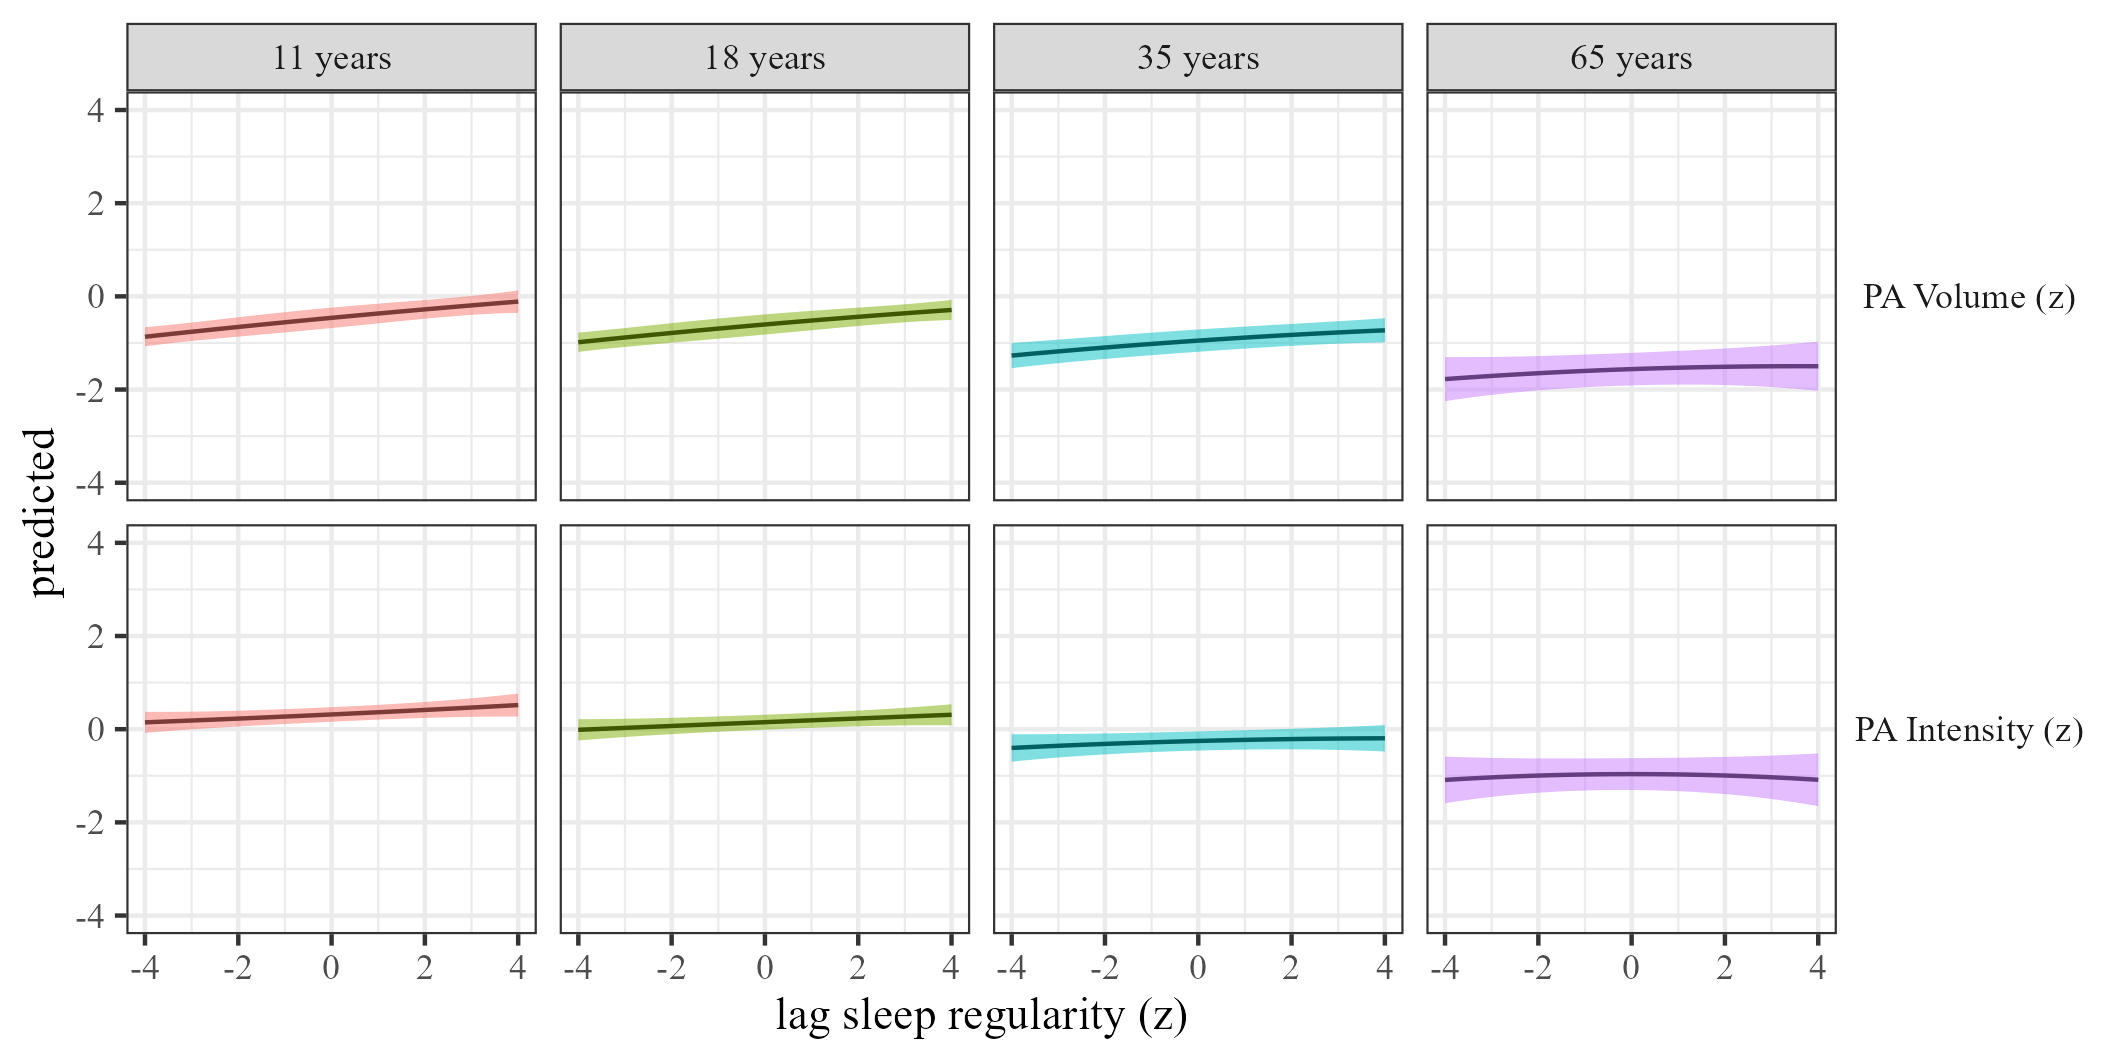 11 years 18 years 35 years 65 years
4
2
0
-2
-4
PA Volume (z)
predicted
4
2
0
-2
-4
PA Intensity (z)
-4 -2 0 2 4 -4 -2 0 2 4 -4 -2 0 2 4 -4 -2 0 2 4
lag sleep regularity (z)